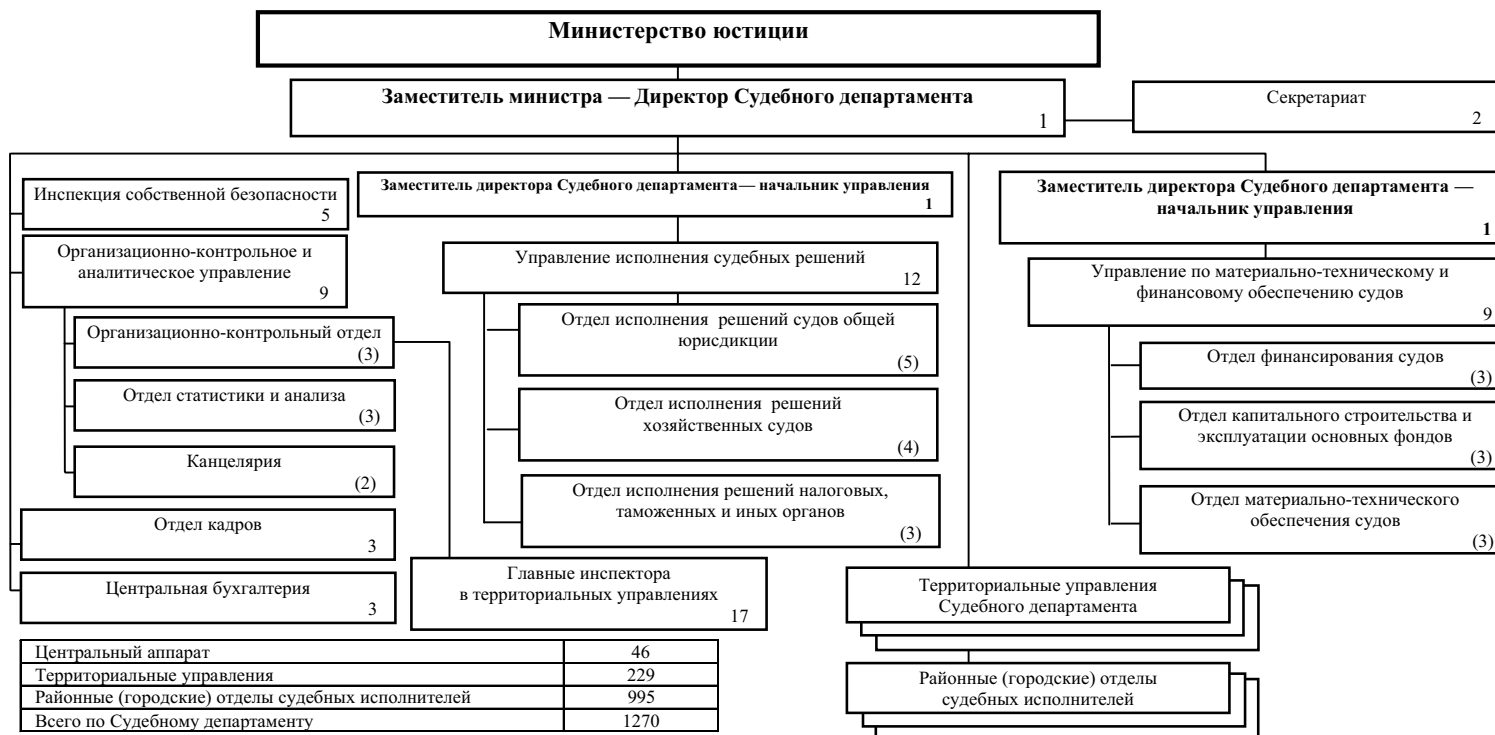 Министерство юстиции
Заместитель министра — Директор Судебного департамента
1
Секретариат
2
Инспекция собственной безопасности
5
Организационно-контрольное и
аналитическое управление
9
Организационно-контрольный отдел
(3)
Отдел статистики и анализа
(3)
Канцелярия
(2)
Отдел кадров
3
Центральная бухгалтерия
3
Заместитель директора Судебного департамента— начальник управления
1
Управление исполнения судебных решений
12
Отдел исполнения решений судов общей
юрисдикции
(5)
Отдел исполнения решений
хозяйственных судов
(4)
Отдел исполнения решений налоговых,
таможенных и иных органов
(3)
Главные инспектора
в территориальных управлениях
17
Заместитель директора Судебного департамента —
начальник управления
1
Управление по материально-техническому и
финансовому обеспечению судов
9
Отдел финансирования судов
(3)
Отдел капитального строительства и
эксплуатации основных фондов
(3)
Отдел материально-технического
обеспечения судов
(3)
Территориальные управления
Судебного департамента
Районные (городские) отделы
судебных исполнителей
Центральный аппарат 46
Территориальные управления 229
Районные (городские) отделы судебных исполнителей 995
Всего по Судебному департаменту 1270